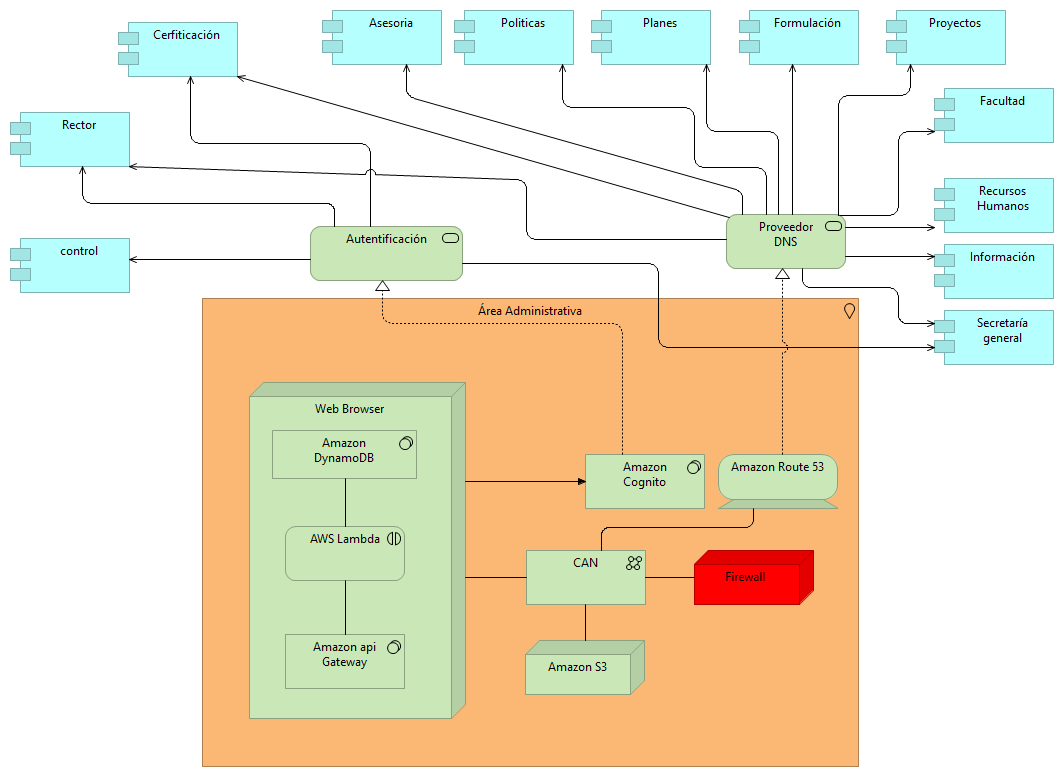 Asesoria
Politicas
Planes
Formulación
Proyectos
Cerfiticación
Facultad
Rector
Recursos
Humanos
Autentificación
Proveedor
DNS
control
Información
Área Administrativa
Secretaría
general
Web Browser
Amazon
DynamoDB
Amazon
Cognito
Amazon Route 53
AWS Lambda
CAN
Firewall
Amazon api
Gateway
Amazon S3